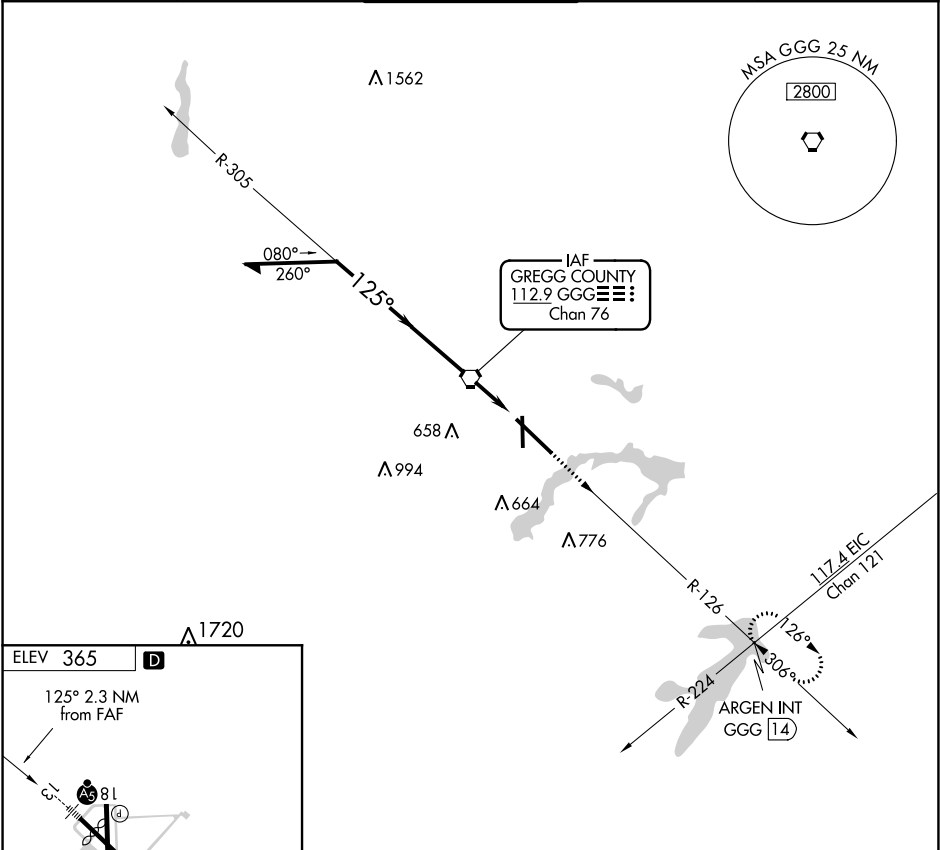 MSA GGG 25 NM
2800
1562
R-305
080°
260°
125°
IAF
GREGG COUNTY
112.9 GGG
Chan 76
658
994
664
776
117.4 EIC
Chan 121
R-126
126°
306°
R-224
ARGEN INT
GGG 14
1720
ELEV 365 D
125° 2.3 NM
from FAF
13
A5
18
P